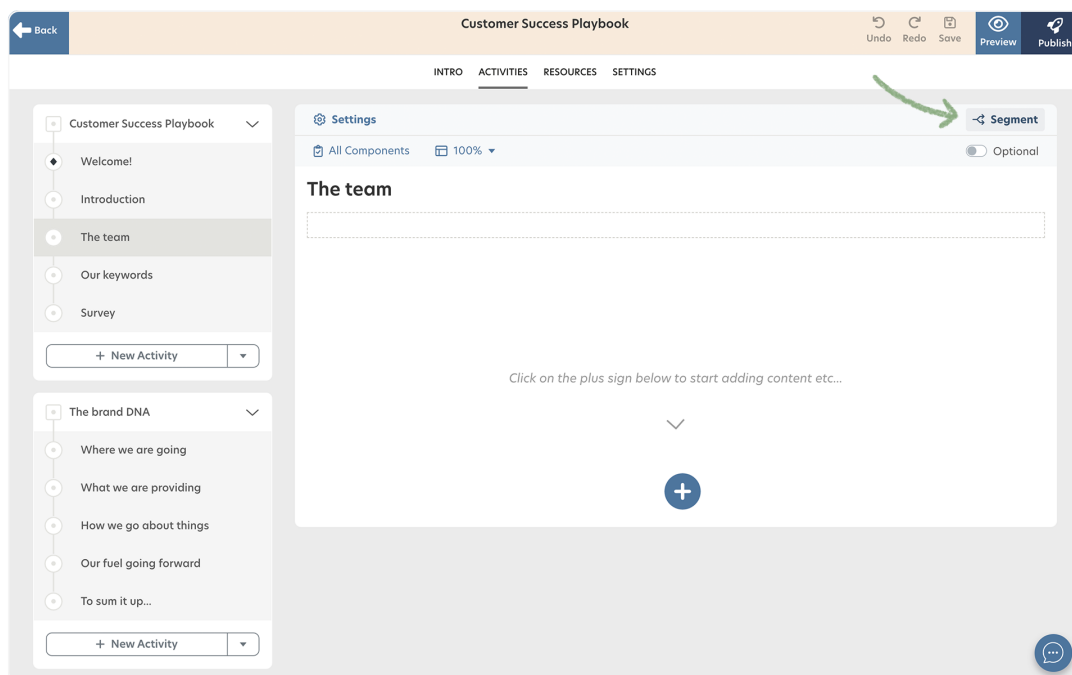 Back
Customer Success Playbook
Undo Redo Save
Preview
Publish
INTRO ACTIVITIES RESOURCES SETTINGS
Customer Success Playbook
Welcome!
Introduction
The team
Our keywords
Survey
+ New Activity
The brand DNA
Where we are going
What we are providing
How we go about things
Our fuel going forward
To sum it up...
+ New Activity
Settings
Segment
All Components 100%
Optional
The team
Click on the plus sign below to start adding content etc...